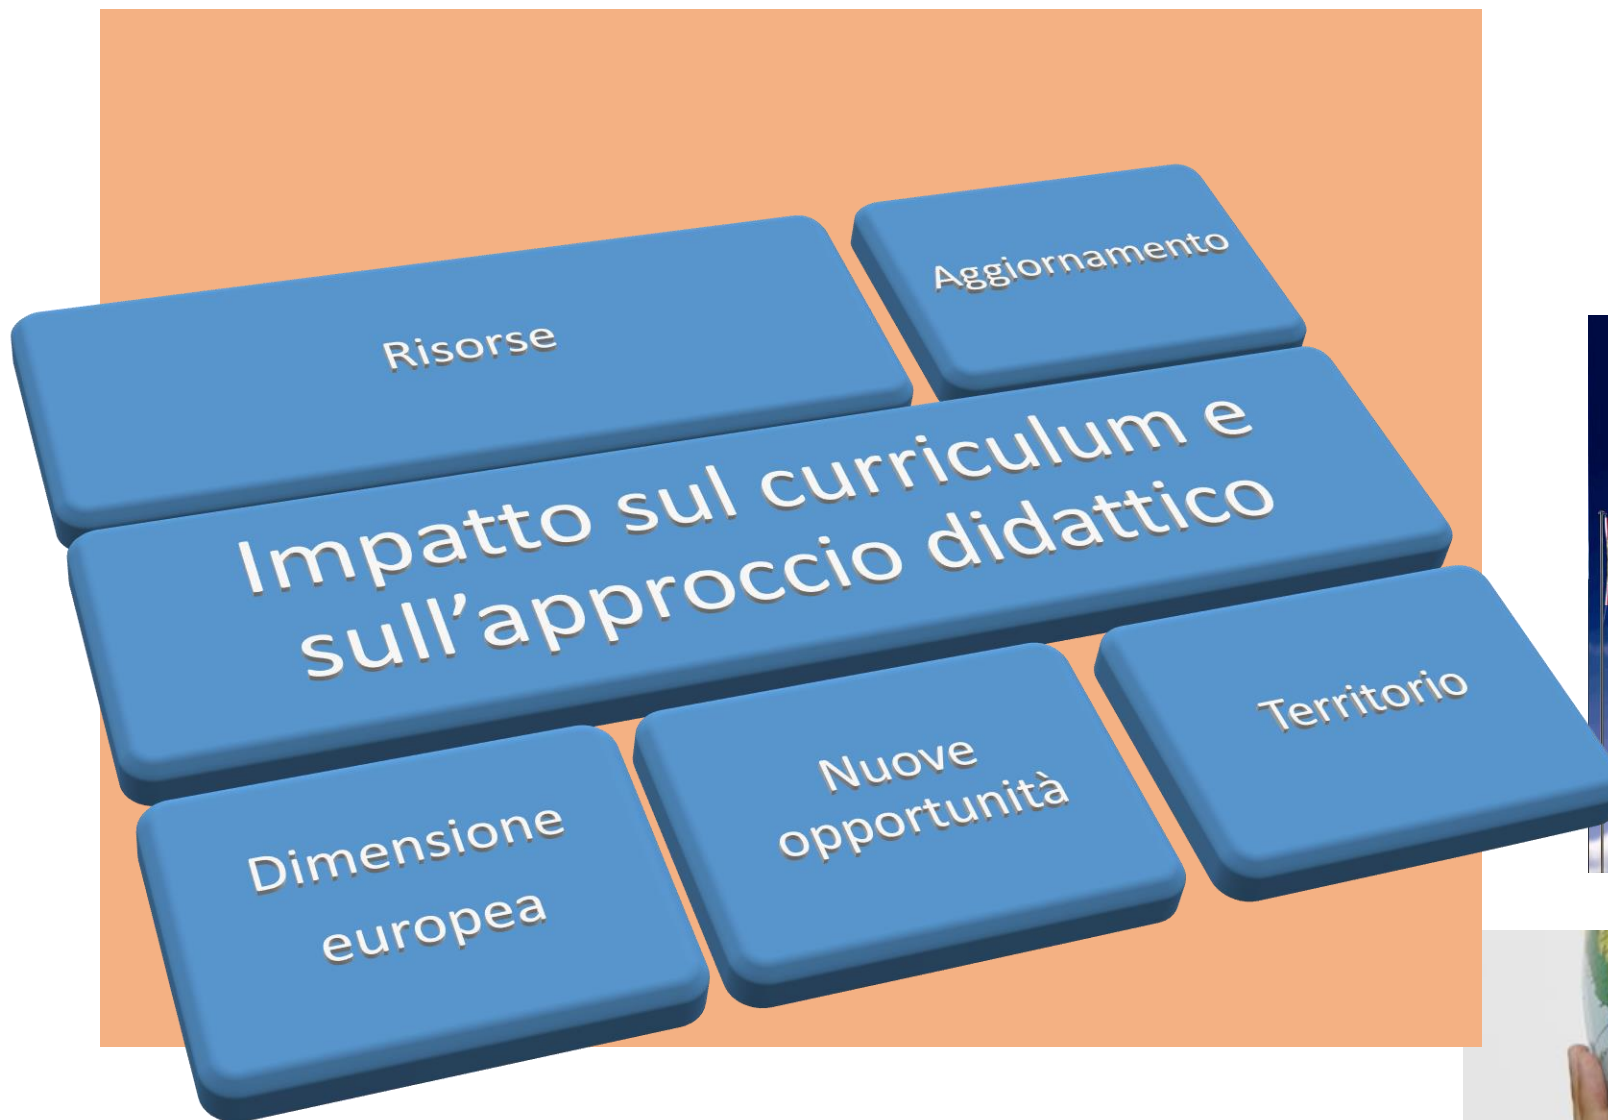 Risorse
Aggiornamento
Impatto sul curriculum e
sull’approccio didattico
Dimensione
europea
Nuove
opportunità
Territorio